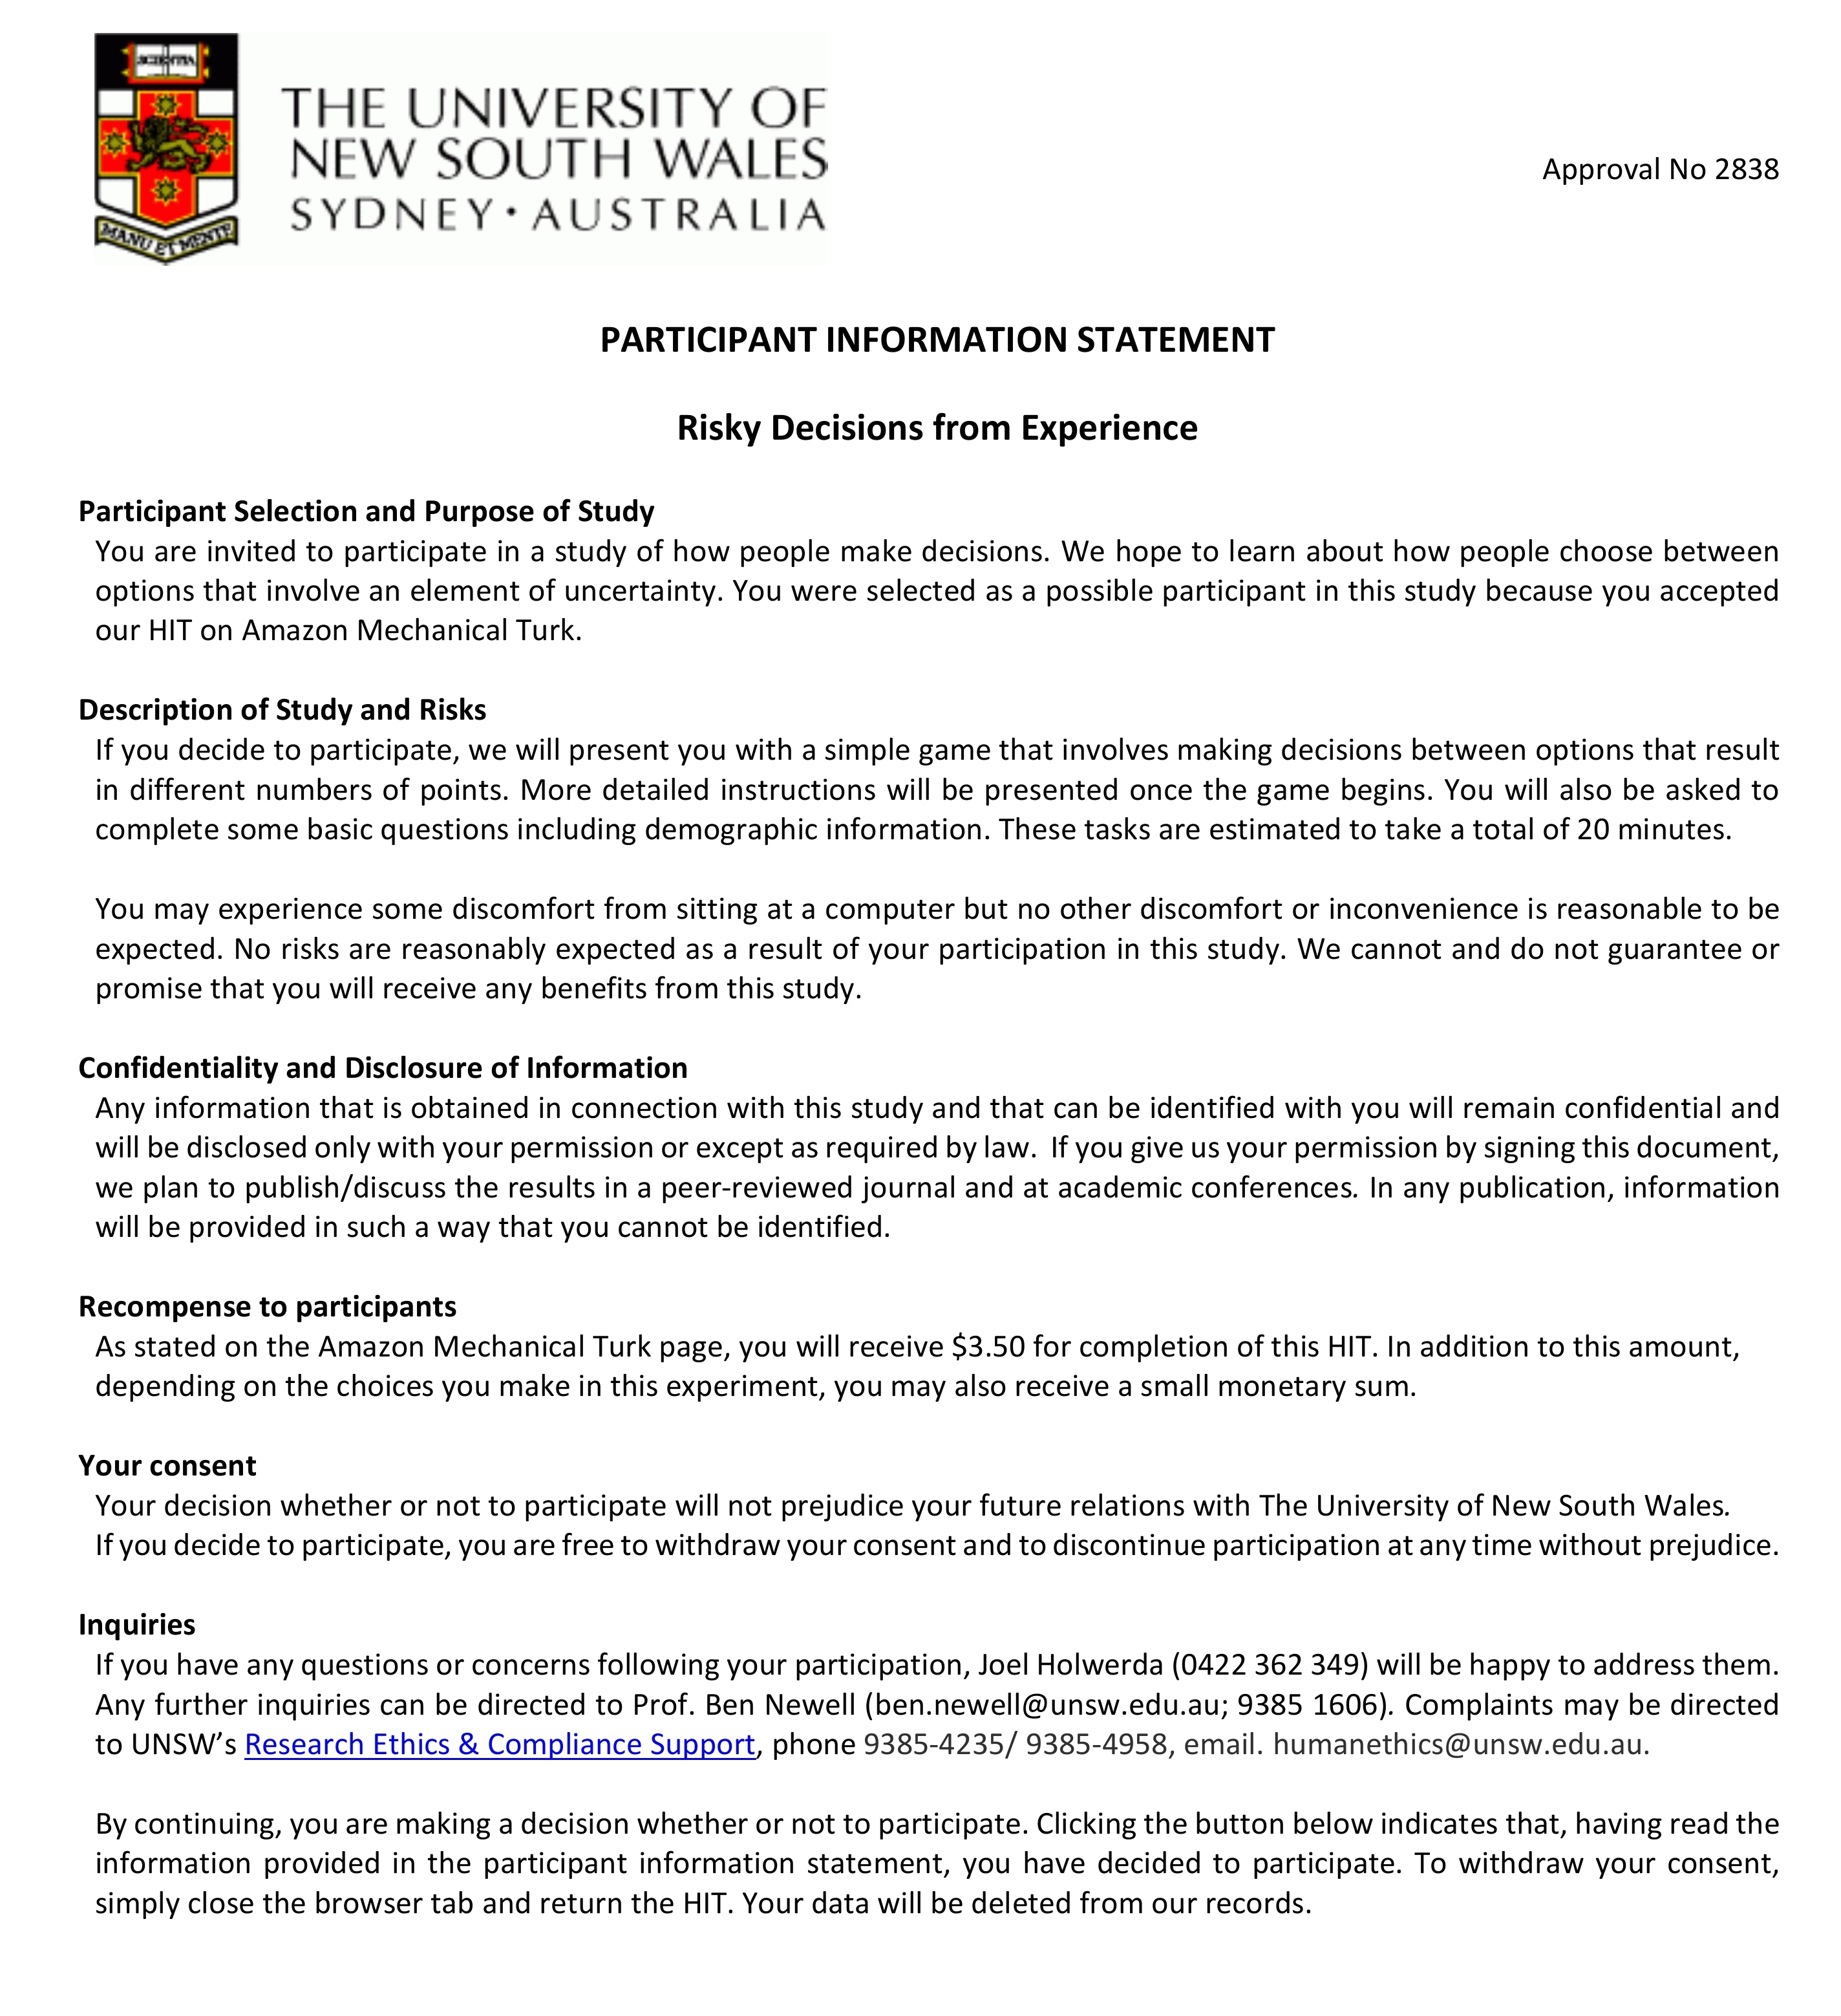 SCIENTIA
MANU ET MENTE
THE UNIVERSITY OF
NEW SOUTH WALES
SYDNEY · AUSTRALIA
Approval No 2838
PARTICIPANT INFORMATION STATEMENT
Risky Decisions from Experience
Participant Selection and Purpose of Study
You are invited to participate in a study of how people make decisions. We hope to learn about how people choose between
options that involve an element of uncertainty. You were selected as a possible participant in this study because you accepted
our HIT on Amazon Mechanical Turk.
Description of Study and Risks
If you decide to participate, we will present you with a simple game that involves making decisions between options that result
in different numbers of points. More detailed instructions will be presented once the game begins. You will also be asked to
complete some basic questions including demographic information. These tasks are estimated to take a total of 20 minutes.
You may experience some discomfort from sitting at a computer but no other discomfort or inconvenience is reasonable to be
expected. No risks are reasonably expected as a result of your participation in this study. We cannot and do not guarantee or
promise that you will receive any benefits from this study.
Confidentiality and Disclosure of Information
Any information that is obtained in connection with this study and that can be identified with you will remain confidential and
will be disclosed only with your permission or except as required by law. If you give us your permission by signing this document,
we plan to publish/discuss the results in a peer-reviewed journal and at academic conferences. In any publication, information
will be provided in such a way that you cannot be identified.
Recompense to participants
As stated on the Amazon Mechanical Turk page, you will receive $3.50 for completion of this HIT. In addition to this amount,
depending on the choices you make in this experiment, you may also receive a small monetary sum.
Your consent
Your decision whether or not to participate will not prejudice your future relations with The University of New South Wales.
If you decide to participate, you are free to withdraw your consent and to discontinue participation at any time without prejudice.
Inquiries
If you have any questions or concerns following your participation, Joel Holwerda (0422 362 349) will be happy to address them.
Any further inquiries can be directed to Prof. Ben Newell (ben.newell@unsw.edu.au; 9385 1606). Complaints may be directed
to UNSW’s Research Ethics & Compliance Support, phone 9385-4235/ 9385-4958, email. humanethics@unsw.edu.au.
By continuing, you are making a decision whether or not to participate. Clicking the button below indicates that, having read the
information provided in the participant information statement, you have decided to participate. To withdraw your consent,
simply close the browser tab and return the HIT. Your data will be deleted from our records.